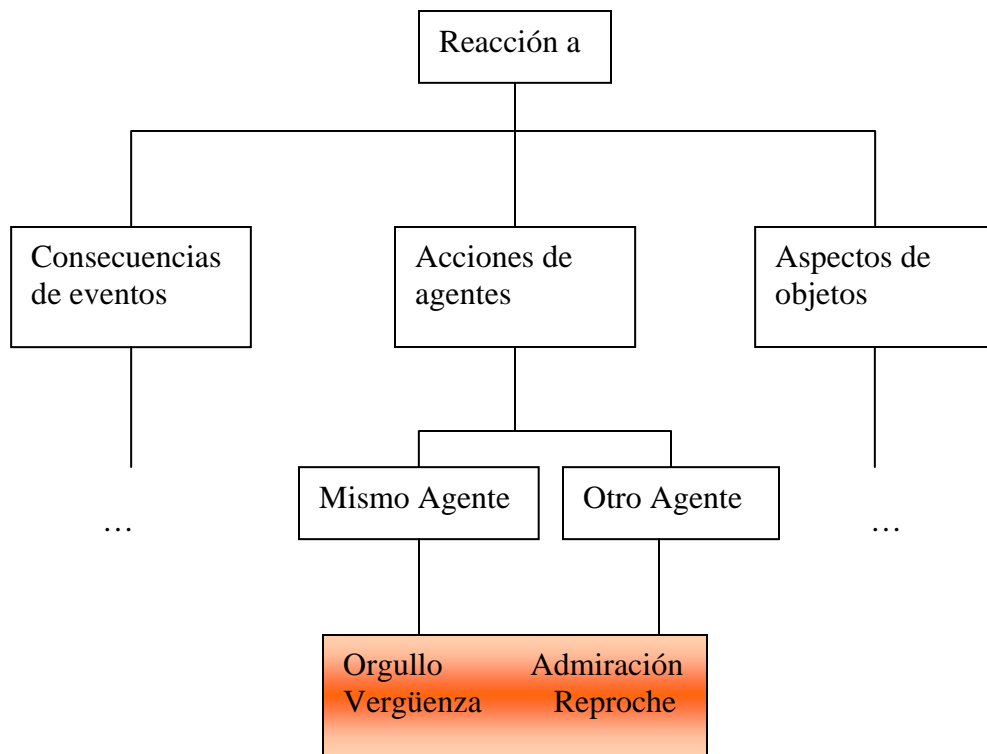 Reacción a
Consecuencias
de eventos
Acciones de
agentes
Aspectos de
objetos
Mismo Agente
Otro Agente
…
…
Orgullo Admiración
Vergüenza Reproche